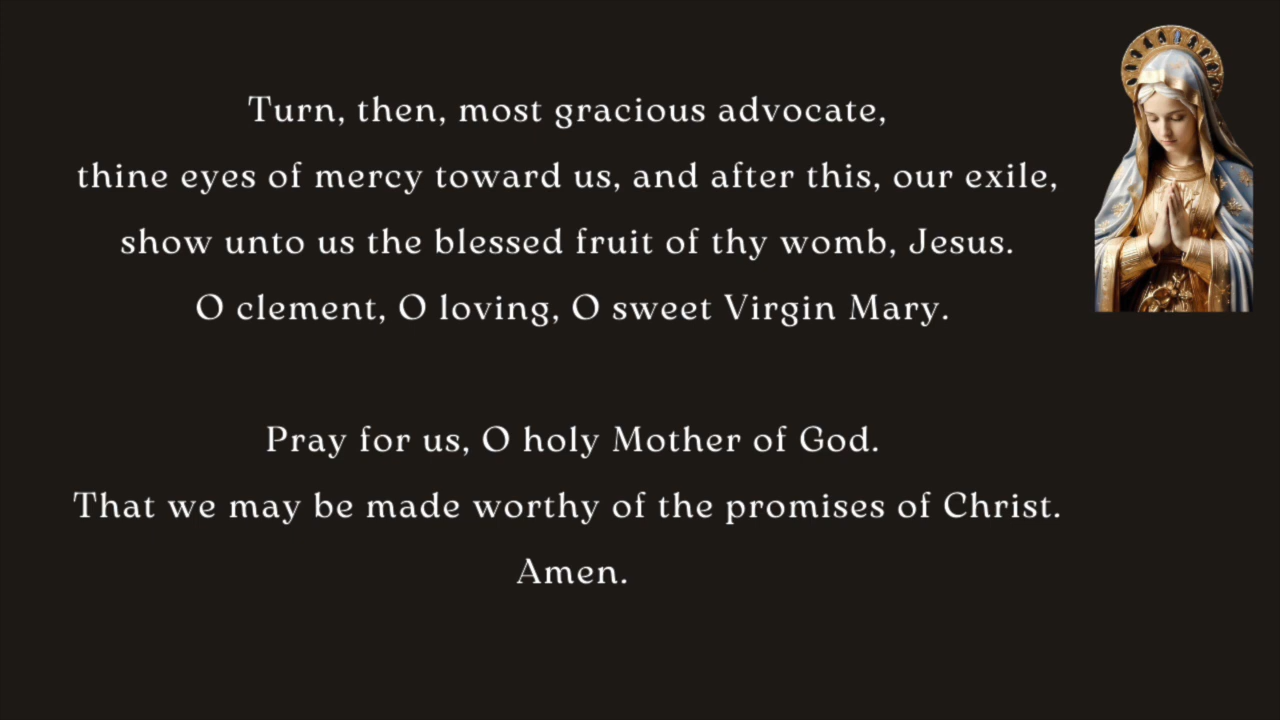 Turn, then, most gracious advocate,
thine eyes of mercy toward us, and after this, our exile,
show unto us the blessed fruit of thy womb, Jesus.
O clement, O loving, O sweet Virgin Mary.
Pray for us, O holy Mother of God.
That we may be made worthy of the promises of Christ.
Amen.